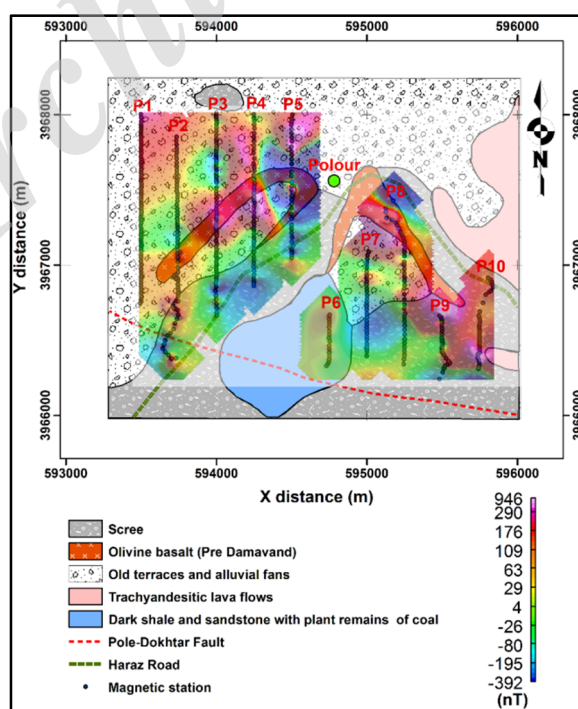 593000 594000 595000 596000
3968000 3968000
P1 P2 P3 P4 P5
Polour
N
P8
3967000 3967000
P7
P10
P6 P9
3966000 3966000
593000 594000 595000 596000
Y distance (m)
X distance (m)
Scree
Olivine basalt (Pre Damavand)
Old terraces and alluvial fans
Trachyandesitic lava flows
Dark shale and sandstone with plant remains of coal
Pole-Dokhtar Fault
Haraz Road
Magnetic station
946
290
176
109
63
29
4
-26
-80
-195
-392
(nT)